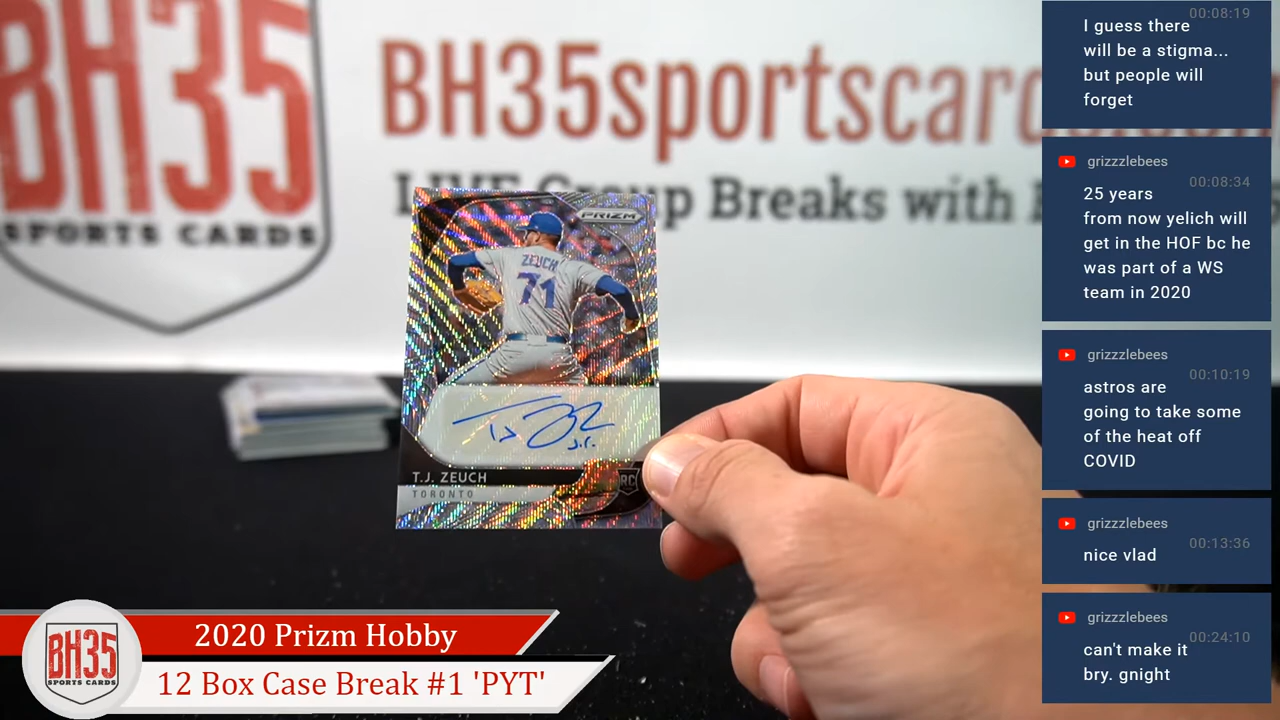 BH35
SPORTS CARDS
BH35sportscar
LIVE Group Breaks with
PRIZM
ZEUCH
71
T.J. ZEUCH
TORONTO
RC
2020 Prizm Hobby
12 Box Case Break #1 'PYT'
BH35
SPORTS CARDS
00:08:19
I guess there
will be a stigma...
but people will
forget
grizzzlebees
00:08:34
25 years
from now yelich will
get in the HOF bc he
was part of a WS
team in 2020
grizzzlebees
00:10:19
astros are
going to take some
of the heat off
COVID
grizzzlebees
00:13:36
nice vlad
grizzzlebees
00:24:10
can't make it
bry. gnight